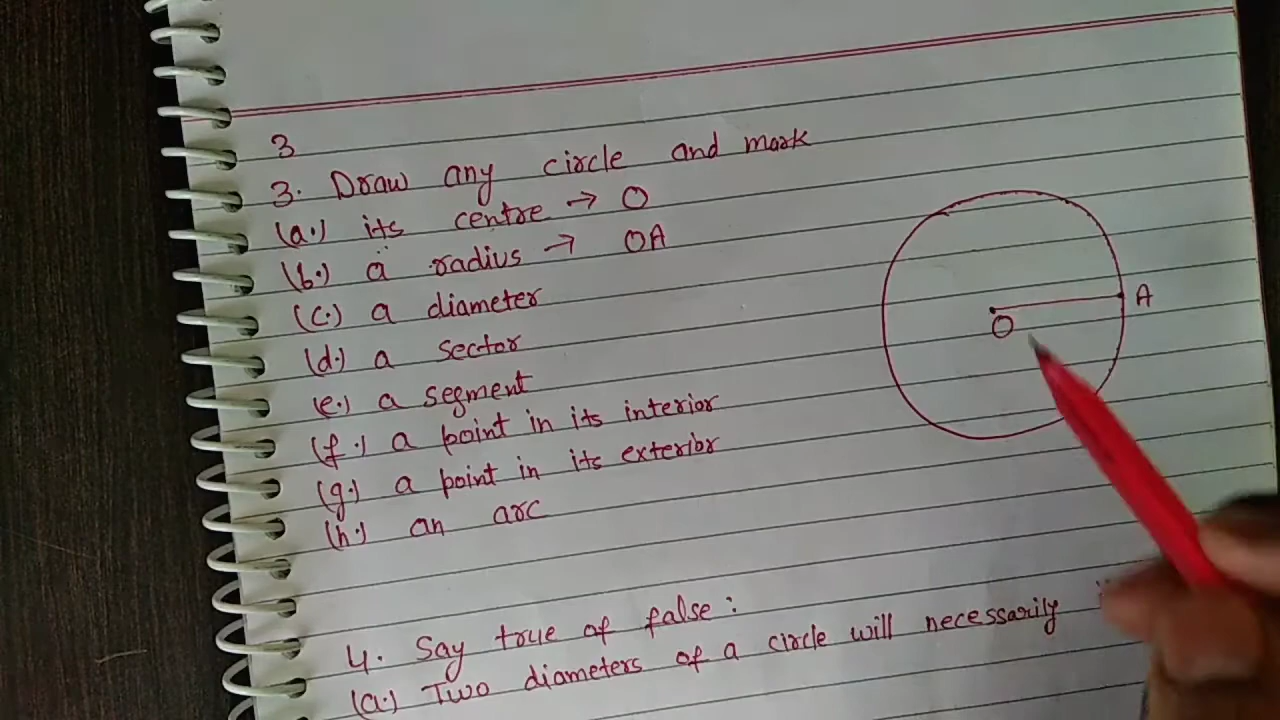 3
3. Draw any circle and mark
(a.) its centre → O
(b.) a radius → OA
(c.) a diameter
(d.) a sector
(e.) a segment
(f.) a point in its interior
(g.) a point in its exterior
(h.) an arc
A
O
4. Say true of false :
(a.) Two diameters of a circle will necessarily